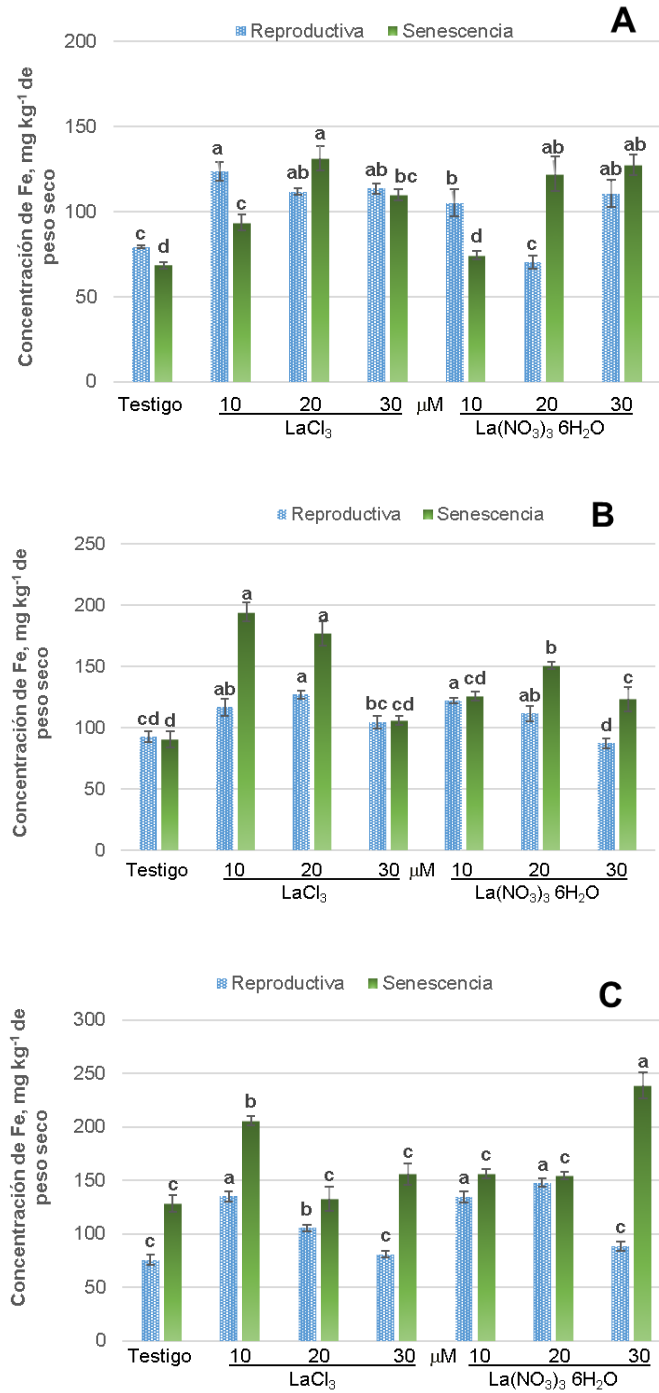 A
Reproductiva Senescencia
Concentración de Fe, mg kg⁻¹ de
peso seco
200
150
100
50
0
c d a c ab a ab bc b d c ab ab ab
Testigo 10 20 30 μM 10 20 30
LaCl₃ La(NO₃)₃ 6H₂O
B
Reproductiva Senescencia
Concentración de Fe, mg kg⁻¹ de
peso seco
250
200
150
100
50
0
cd d ab a a a bc cd a cd ab b d c
Testigo 10 20 30 μM 10 20 30
LaCl₃ La(NO₃)₃ 6H₂O
C
Reproductiva Senescencia
Concentración de Fe, mg kg⁻¹ de
peso seco
300
250
200
150
100
50
0
c c a b b c c c a c a c c a
Testigo 10 20 30 μM 10 20 30
LaCl₃ La(NO₃)₃ 6H₂O